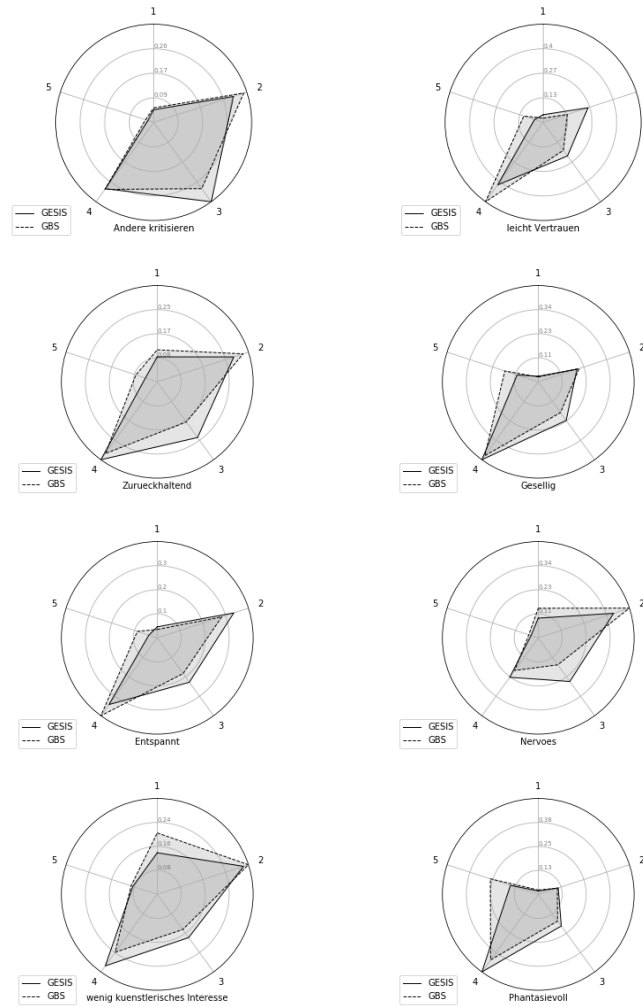 1
0.26
0.17
0.09
2
5
4
3
GESIS
GBS
Andere kritisieren
1
0.4
0.27
0.13
2
5
4
3
GESIS
GBS
leicht Vertrauen
1
0.25
0.17
0.08
2
5
4
3
GESIS
GBS
Zurueckhaltend
1
0.34
0.23
0.11
2
5
4
3
GESIS
GBS
Gesellig
1
0.3
0.2
0.1
2
5
4
3
GESIS
GBS
Entspannt
1
0.34
0.23
0.11
2
5
4
3
GESIS
GBS
Nervoes
1
0.24
0.16
0.08
2
5
4
3
GESIS
GBS
wenig kuenstlerisches Interesse
1
0.38
0.25
0.13
2
5
4
3
GESIS
GBS
Phantasievoll